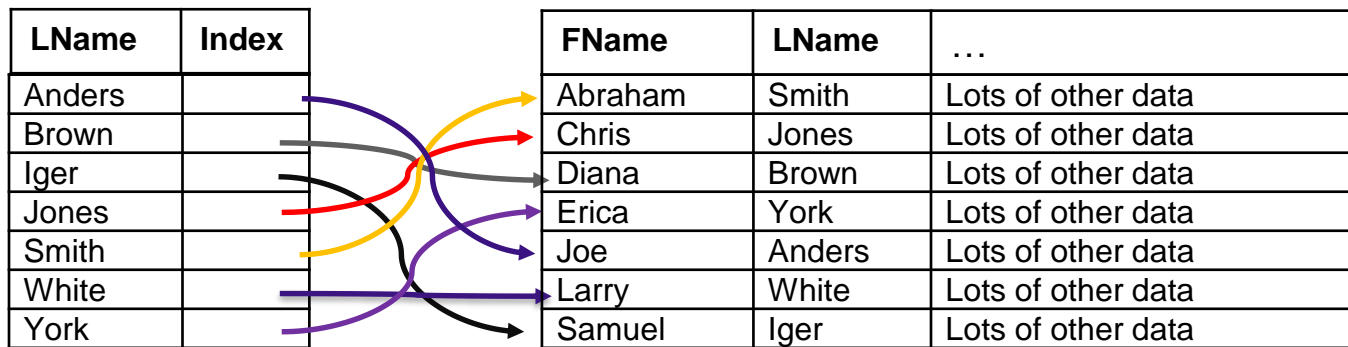 LName Index FName LName …
Anders Abraham Smith Lots of other data
Brown Chris Jones Lots of other data
Iger Diana Brown Lots of other data
Jones Erica York Lots of other data
Smith Joe Anders Lots of other data
White Larry White Lots of other data
York Samuel Iger Lots of other data